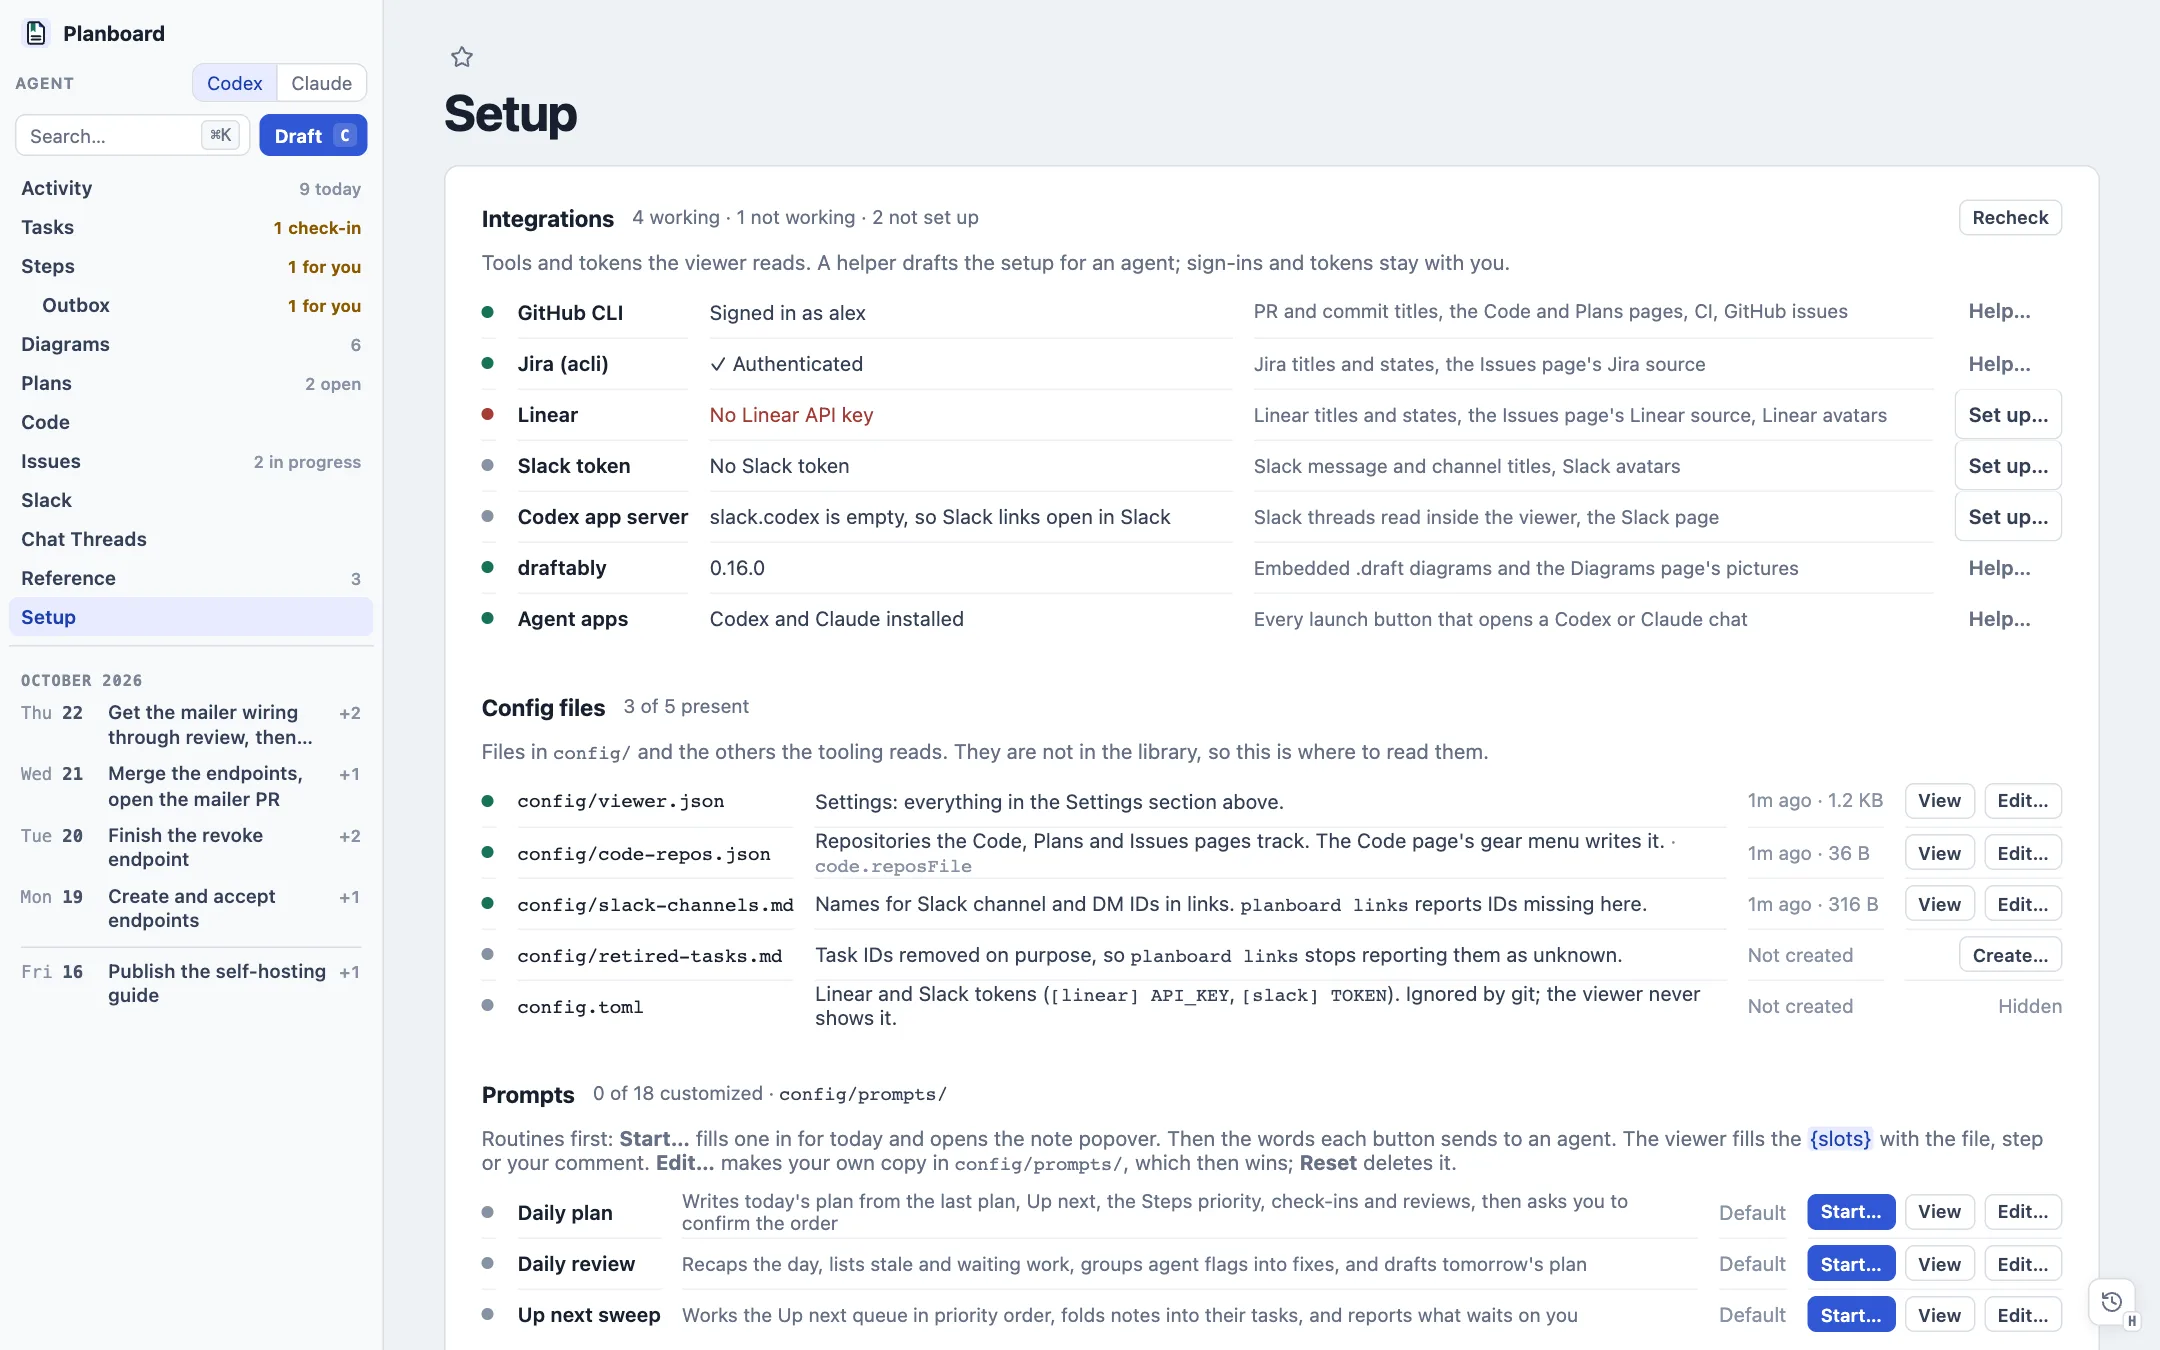 Planboard
AGENT
Codex
Claude
Search...
⌘K
Draft C
Activity 9 today
Tasks 1 check-in
Steps 1 for you
Outbox 1 for you
Diagrams 6
Plans 2 open
Code
Issues 2 in progress
Slack
Chat Threads
Reference 3
Setup
OCTOBER 2026
Thu 22 Get the mailer wiring +2
through review, then...
Wed 21 Merge the endpoints, +1
open the mailer PR
Tue 20 Finish the revoke +2
endpoint
Mon 19 Create and accept +1
endpoints
Fri 16 Publish the self-hosting +1
guide
Setup
Integrations 4 working · 1 not working · 2 not set up Recheck
Tools and tokens the viewer reads. A helper drafts the setup for an agent; sign-ins and tokens stay with you.
GitHub CLI Signed in as alex PR and commit titles, the Code and Plans pages, CI, GitHub issues Help...
Jira (acli) ✓ Authenticated Jira titles and states, the Issues page's Jira source Help...
Linear No Linear API key Linear titles and states, the Issues page's Linear source, Linear avatars Set up...
Slack token No Slack token Slack message and channel titles, Slack avatars Set up...
Codex app server slack.codex is empty, so Slack links open in Slack Slack threads read inside the viewer, the Slack page Set up...
draftably 0.16.0 Embedded .draft diagrams and the Diagrams page's pictures Help...
Agent apps Codex and Claude installed Every launch button that opens a Codex or Claude chat Help...
Config files 3 of 5 present
Files in config/ and the others the tooling reads. They are not in the library, so this is where to read them.
config/viewer.json Settings: everything in the Settings section above. 1m ago · 1.2 KB View Edit...
config/code-repos.json Repositories the Code, Plans and Issues pages track. The Code page's gear menu writes it. · 1m ago · 36 B View Edit...
code.reposFile
config/slack-channels.md Names for Slack channel and DM IDs in links. planboard links reports IDs missing here. 1m ago · 316 B View Edit...
config/retired-tasks.md Task IDs removed on purpose, so planboard links stops reporting them as unknown. Not created Create...
config.toml Linear and Slack tokens ([linear] API_KEY, [slack] TOKEN). Ignored by git; the viewer never Not created Hidden
shows it.
Prompts 0 of 18 customized · config/prompts/
Routines first: Start... fills one in for today and opens the note popover. Then the words each button sends to an agent. The viewer fills the {slots} with the file, step
or your comment. Edit... makes your own copy in config/prompts/, which then wins; Reset deletes it.
Daily plan Writes today's plan from the last plan, Up next, the Steps priority, check-ins and reviews, then asks you to Default Start... View Edit...
confirm the order
Daily review Recaps the day, lists stale and waiting work, groups agent flags into fixes, and drafts tomorrow's plan Default Start... View Edit...
Up next sweep Works the Up next queue in priority order, folds notes into their tasks, and reports what waits on you Default Start... View Edit...
H